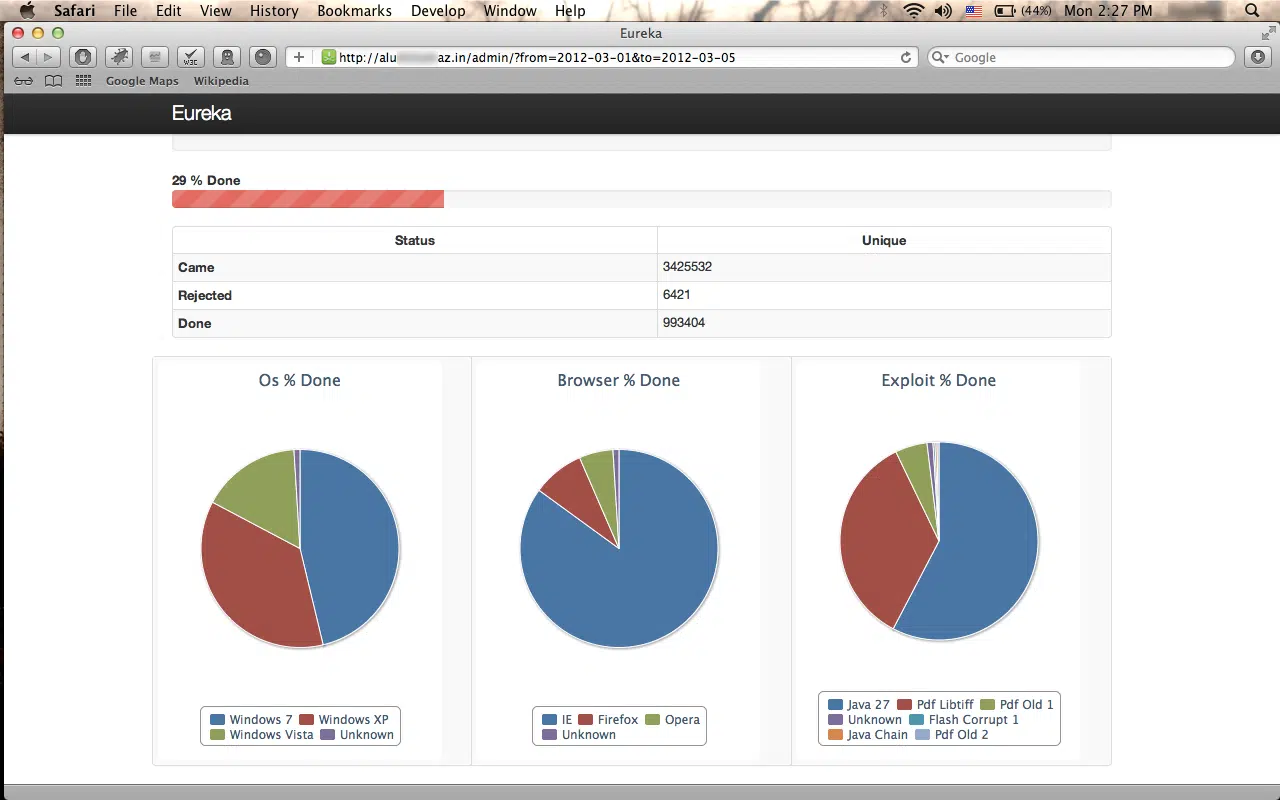 Safari File Edit View History Bookmarks Develop Window Help (44%) Mon 2:27 PM
Eureka
W3C http://alu az.in/admin/?from=2012-03-01&to=2012-03-05 Google
Google Maps Wikipedia
Eureka
29 % Done
Status Unique
Came 3425532
Rejected 6421
Done 993404
Os % Done Browser % Done Exploit % Done
Windows 7 Windows XP
Windows Vista Unknown
IE Firefox Opera
Unknown
Java 27 Pdf Libtiff Pdf Old 1
Unknown Flash Corrupt 1
Java Chain Pdf Old 2